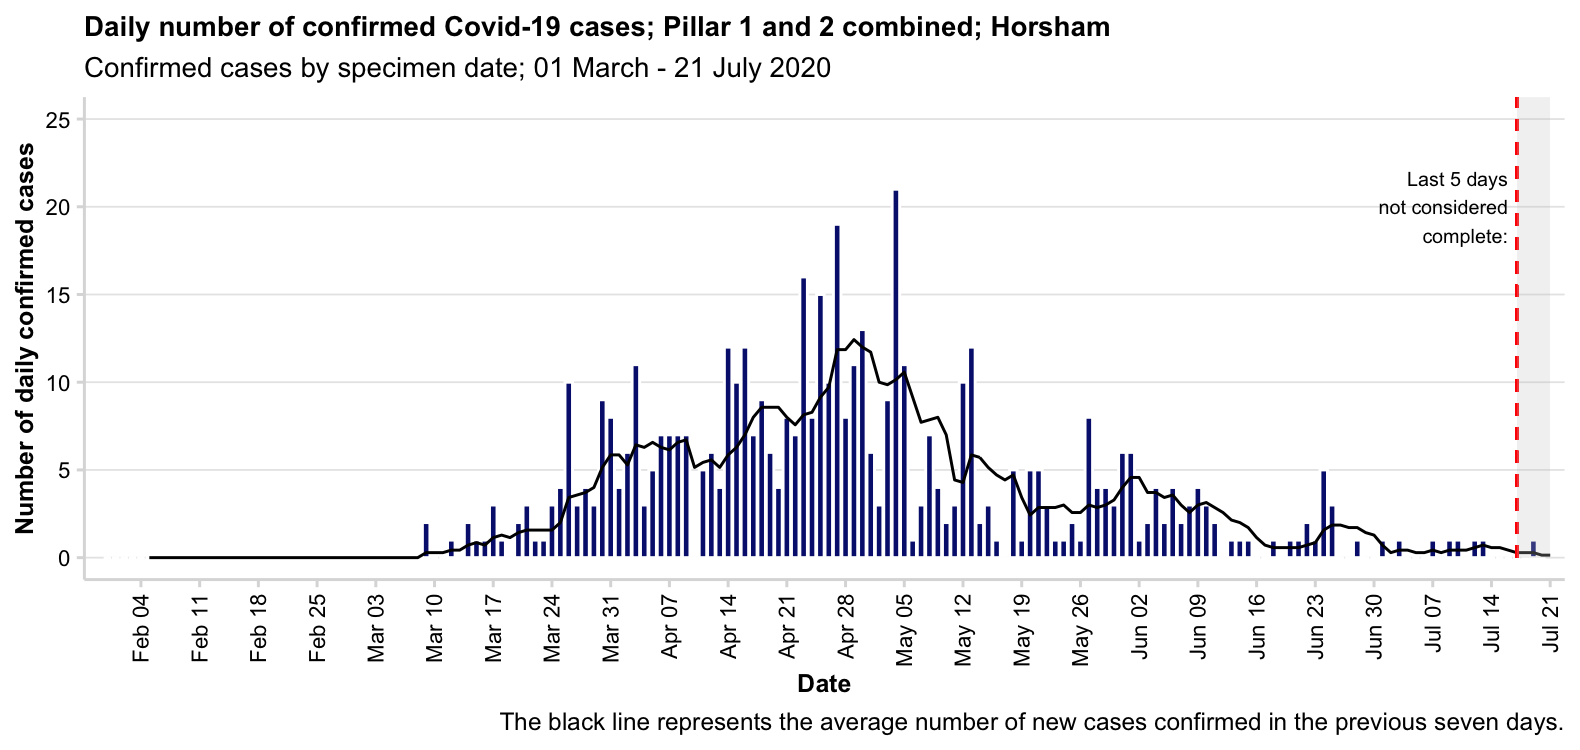 Daily number of confirmed Covid-19 cases; Pillar 1 and 2 combined; Horsham
Confirmed cases by specimen date; 01 March - 21 July 2020
Number of daily confirmed cases
25
20
15
10
5
0
Last 5 days
not considered
complete:
Feb 04
Feb 11
Feb 18
Feb 25
Mar 03
Mar 10
Mar 17
Mar 24
Mar 31
Apr 07
Apr 14
Apr 21
Apr 28
May 05
May 12
May 19
May 26
Jun 02
Jun 09
Jun 16
Jun 23
Jun 30
Jul 07
Jul 14
Jul 21
Date
The black line represents the average number of new cases confirmed in the previous seven days.